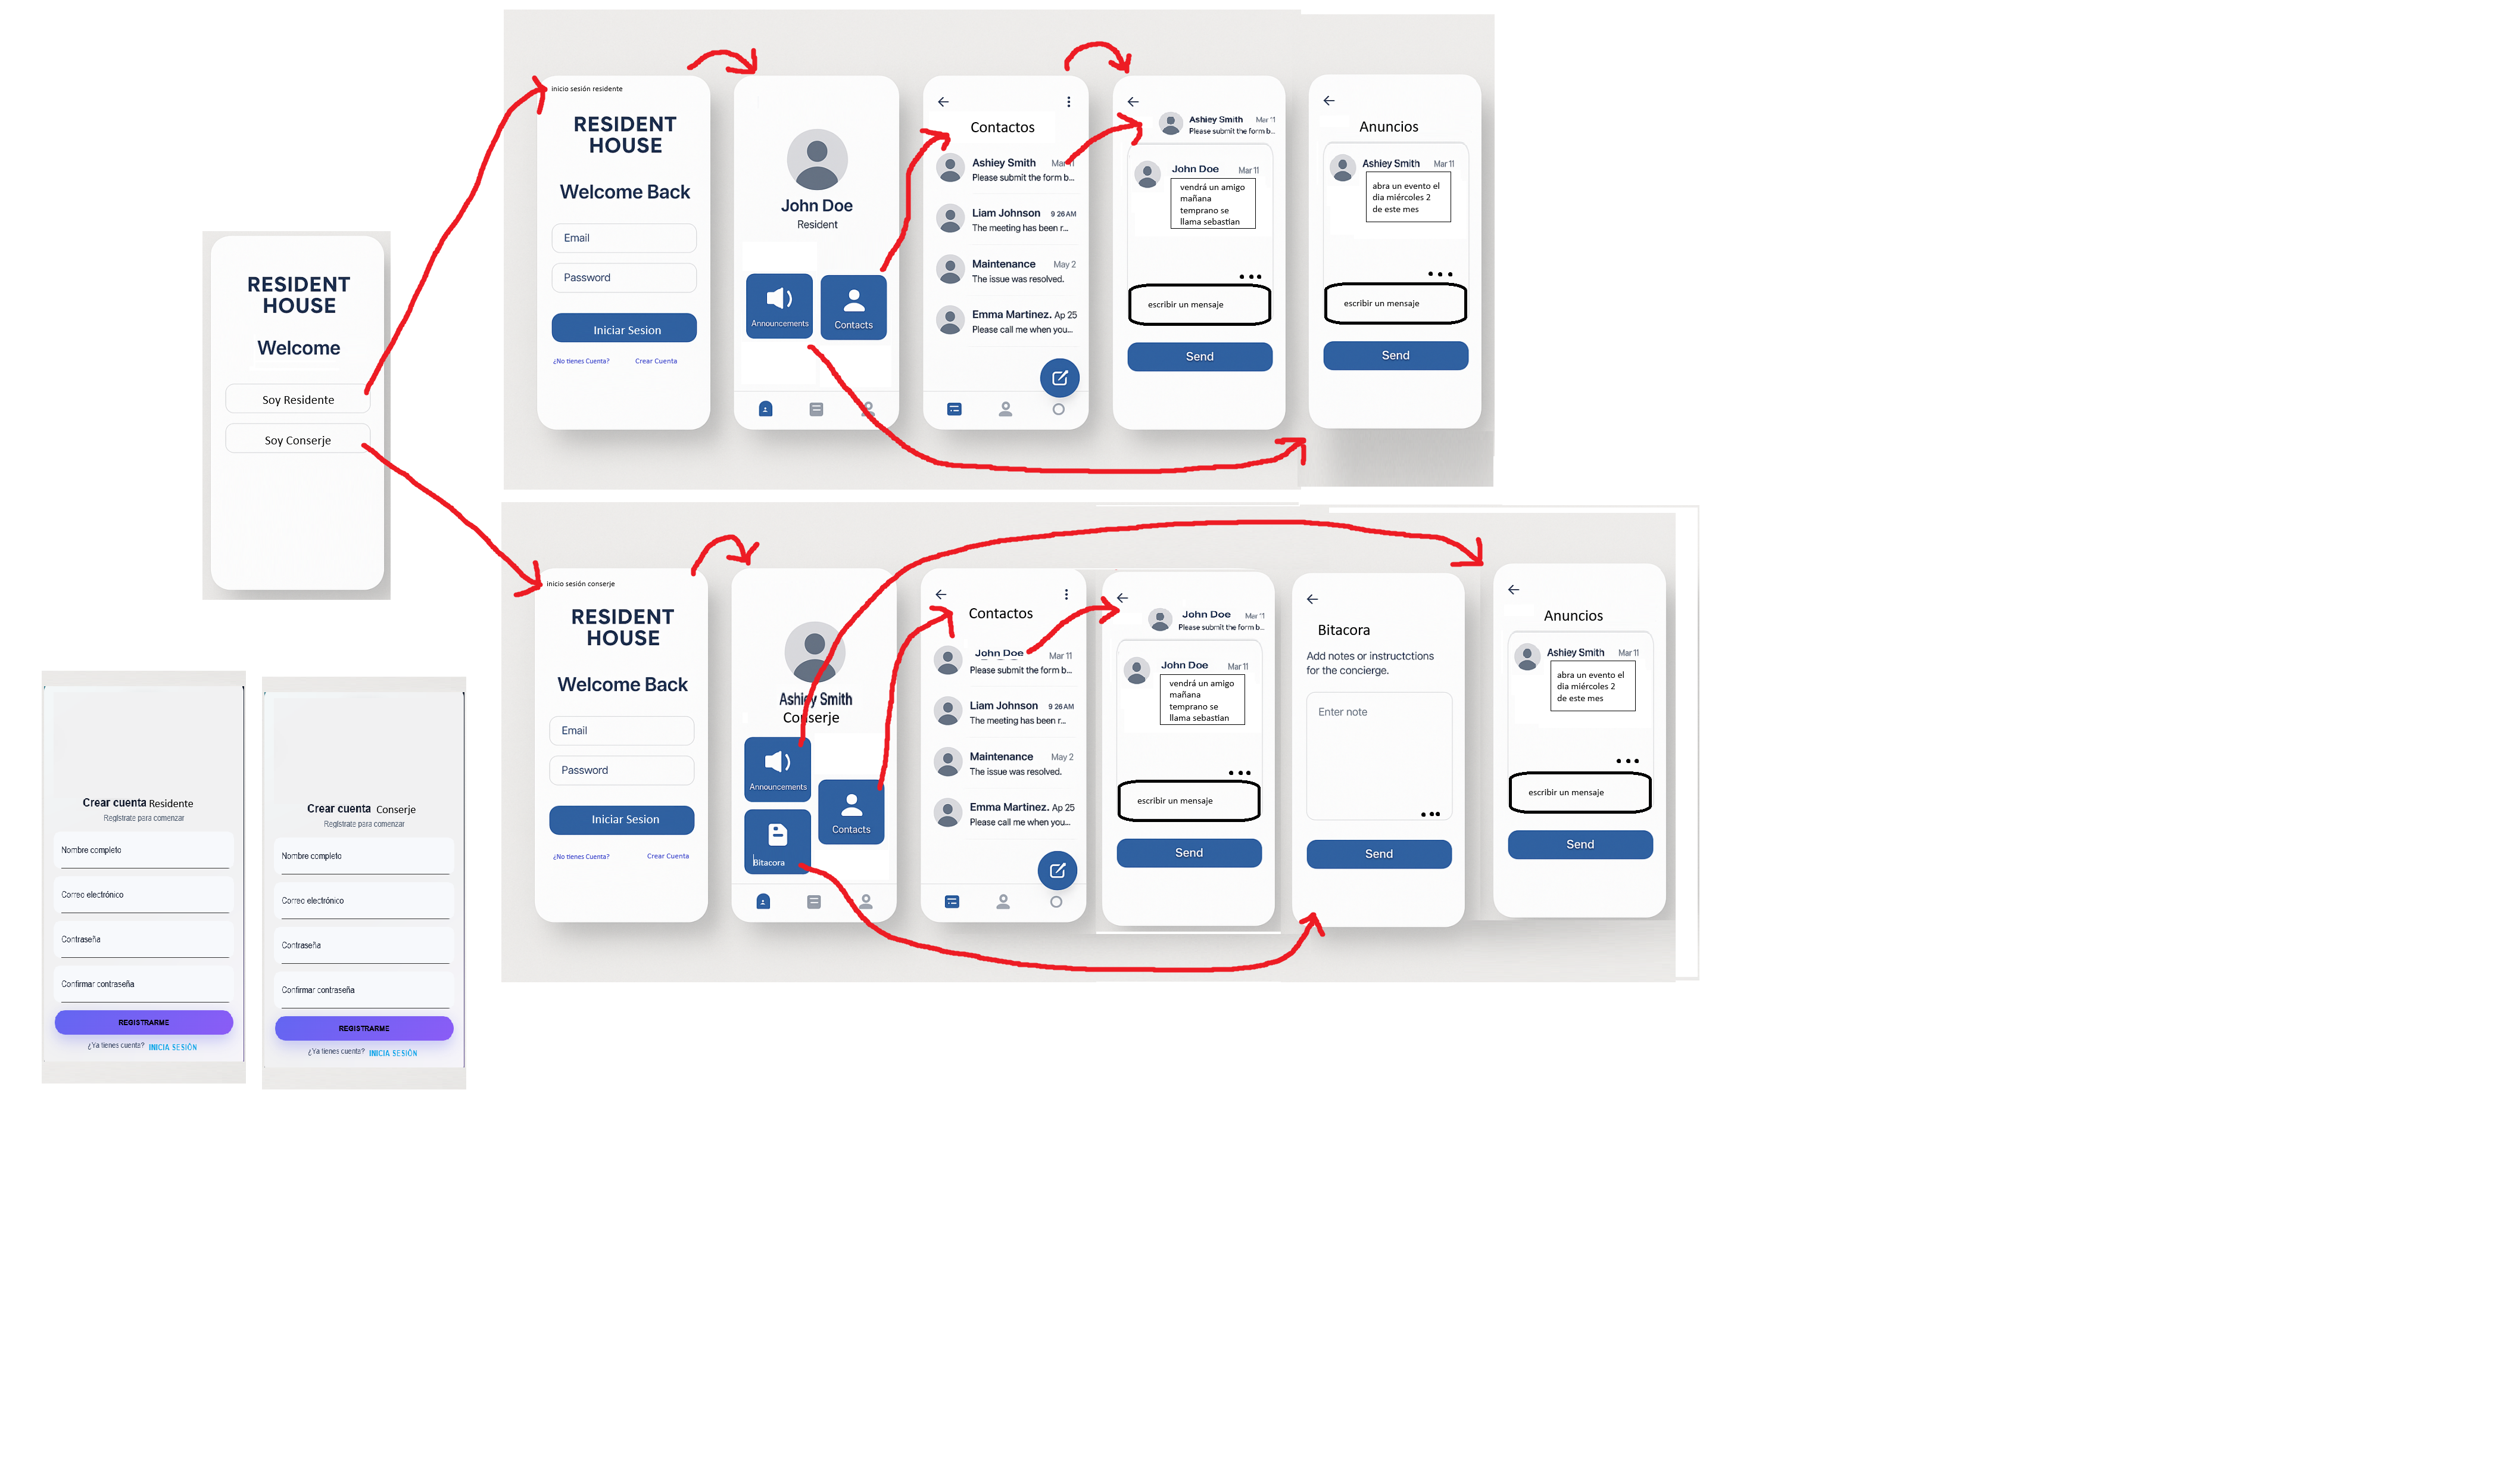 RESIDENT
HOUSE
Welcome
Soy Residente
Soy Conserje
inicio sesión residente
RESIDENT
HOUSE
Welcome Back
Email
Password
Iniciar Sesion
¿No tienes Cuenta? Crear Cuenta
John Doe
Resident
Announcements
Contacts
Contactos
Ashley Smith Mar 11
Please submit the form b...
Liam Johnson 9 26 AM
The meeting has been r...
Maintenance May 2
The issue was resolved.
Emma Martinez. Ap 25
Please call me when you...
Ashley Smith Mar '1
Please submit the form b...
John Doe Mar 11
vendrá un amigo
mañana
temprano se
llama sebastían
escribir un mensaje
Send
Anuncios
Ashley Smith Mar 11
abra un evento el
dia miércoles 2
de este mes
escribir un mensaje
Send
inicio sesión conserje
RESIDENT
HOUSE
Welcome Back
Email
Password
Iniciar Sesion
¿No tienes Cuenta? Crear Cuenta
Ashley Smith
Conserje
Announcements
Contacts
Bitacora
Contactos
John Doe Mar 11
Please submit the form b...
Liam Johnson 9 26 AM
The meeting has been r...
Maintenance May 2
The issue was resolved.
Emma Martinez. Ap 25
Please call me when you...
John Doe Mar '1
Please submit the form b...
John Doe Mar 11
vendrá un amigo
mañana
temprano se
llama sebastían
escribir un mensaje
Send
Bitacora
Add notes or instructctions
for the concierge.
Enter note
Send
Anuncios
Ashley Smith Mar 11
abra un evento el
dia miércoles 2
de este mes
escribir un mensaje
Send
Crear cuenta Residente
Regístrate para comenzar
Nombre completo
Correo electrónico
Contraseña
Confirmar contraseña
REGISTRARME
¿Ya tienes cuenta? INICIA SESIÓN
Crear cuenta Conserje
Regístrate para comenzar
Nombre completo
Correo electrónico
Contraseña
Confirmar contraseña
REGISTRARME
¿Ya tienes cuenta? INICIA SESIÓN